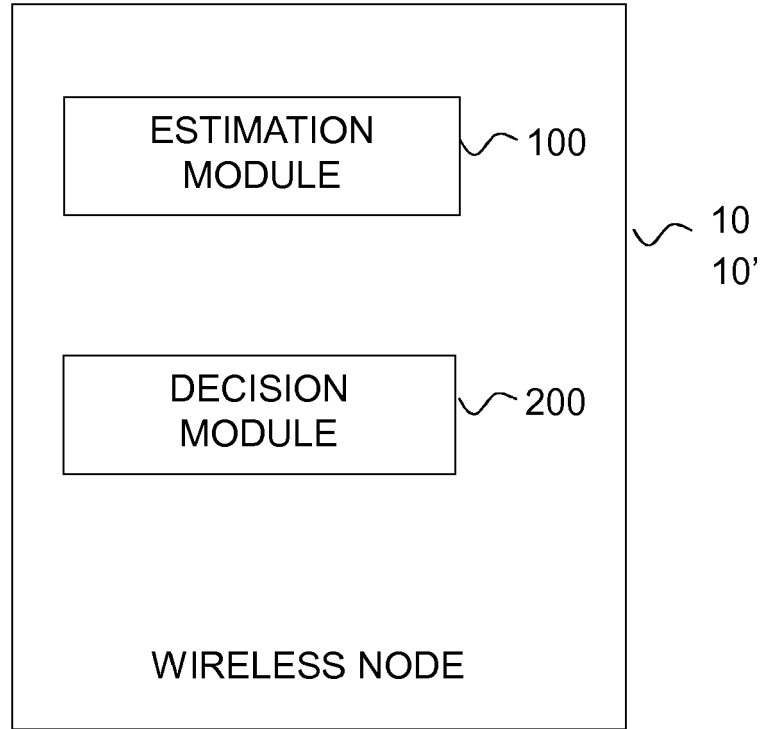 ESTIMATION
MODULE
100
10
10’
DECISION
MODULE
200
WIRELESS NODE